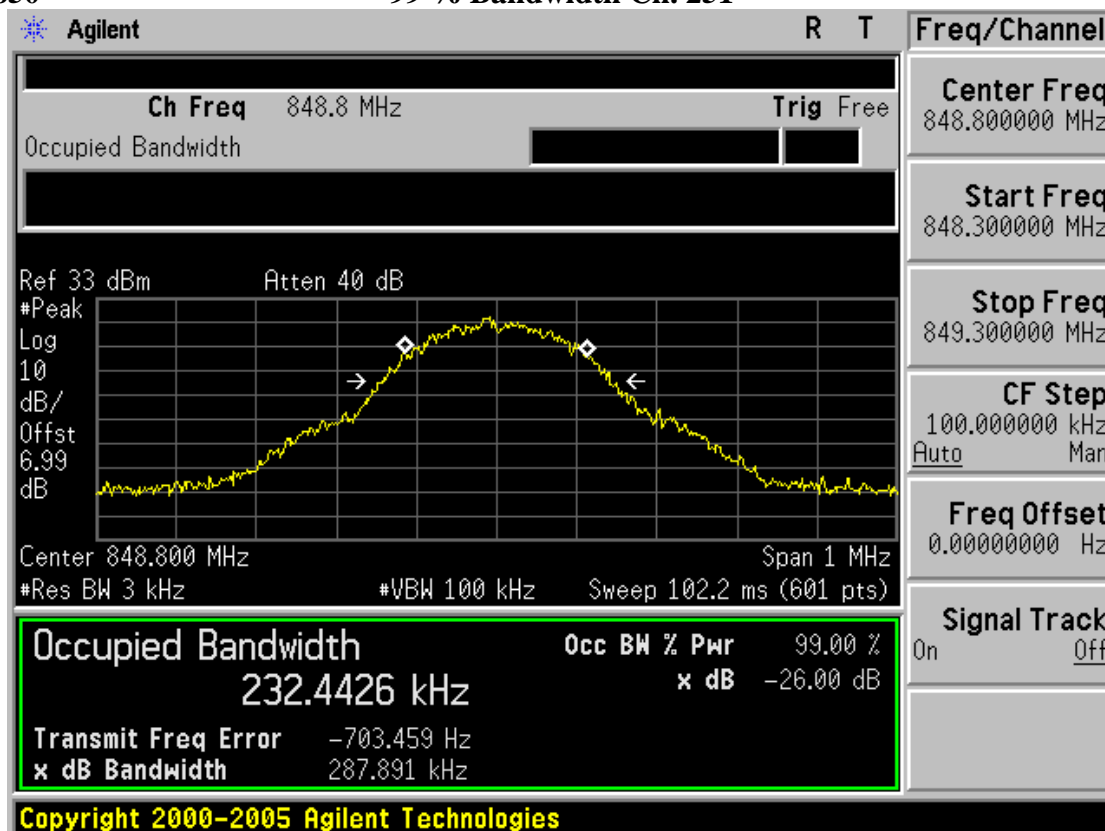 Agilent R T Freq/Channel
Ch Freq 848.8 MHz Trig Free
Occupied Bandwidth
Center Freq
848.800000 MHz
Start Freq
848.300000 MHz
Stop Freq
849.300000 MHz
CF Step
100.000000 kHz
Auto Man
Freq Offset
0.00000000 Hz
Signal Track
On Off
Ref 33 dBm Atten 40 dB
#Peak
Log
10
dB/
Offst
6.99
dB
Center 848.800 MHz Span 1 MHz
#Res BW 3 kHz #VBW 100 kHz Sweep 102.2 ms (601 pts)
Occupied Bandwidth Occ BW % Pwr 99.00 %
232.4426 kHz x dB -26.00 dB
Transmit Freq Error -703.459 Hz
x dB Bandwidth 287.891 kHz
Copyright 2000-2005 Agilent Technologies